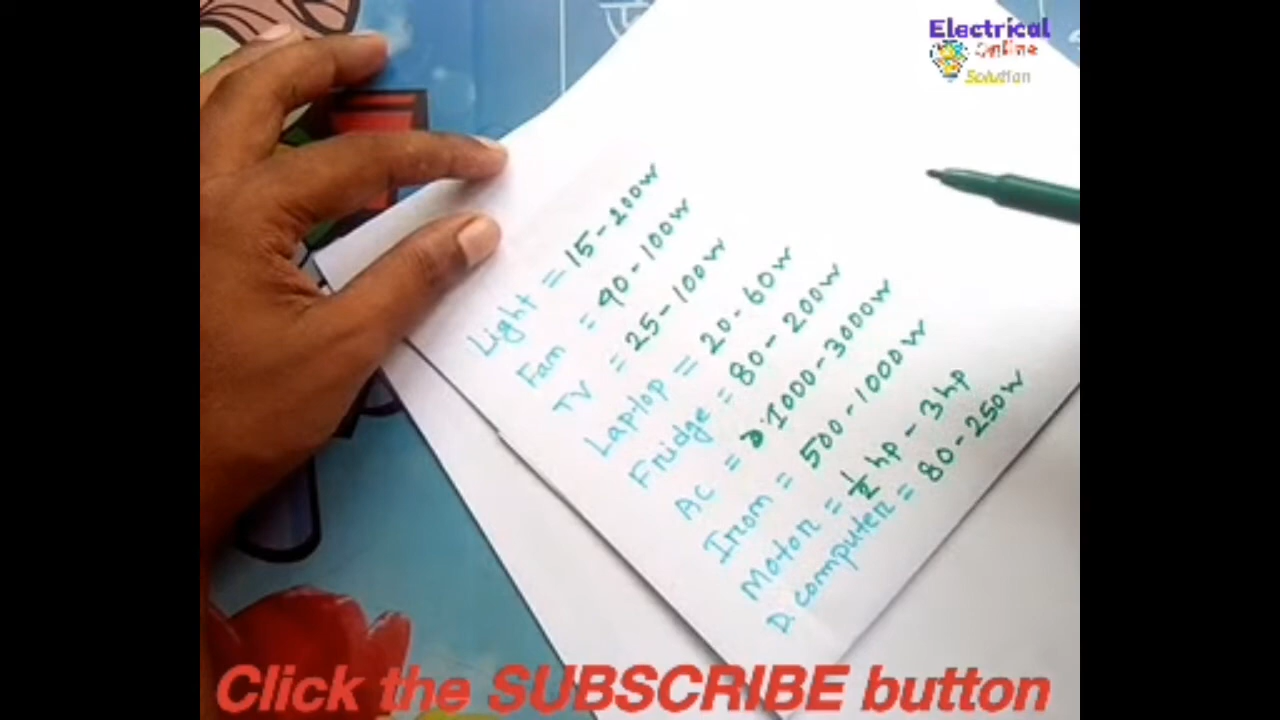 Electrical
Online
Solution
Light = 15-200w
Fan = 90-100w
TV = 25-100w
Laptop = 20-60w
Fridge = 80-200w
AC = 1000-3000w
Iron = 500-1000w
Motor = 1/2 hp - 3hp
D. computer = 80-250w
Click the SUBSCRIBE button